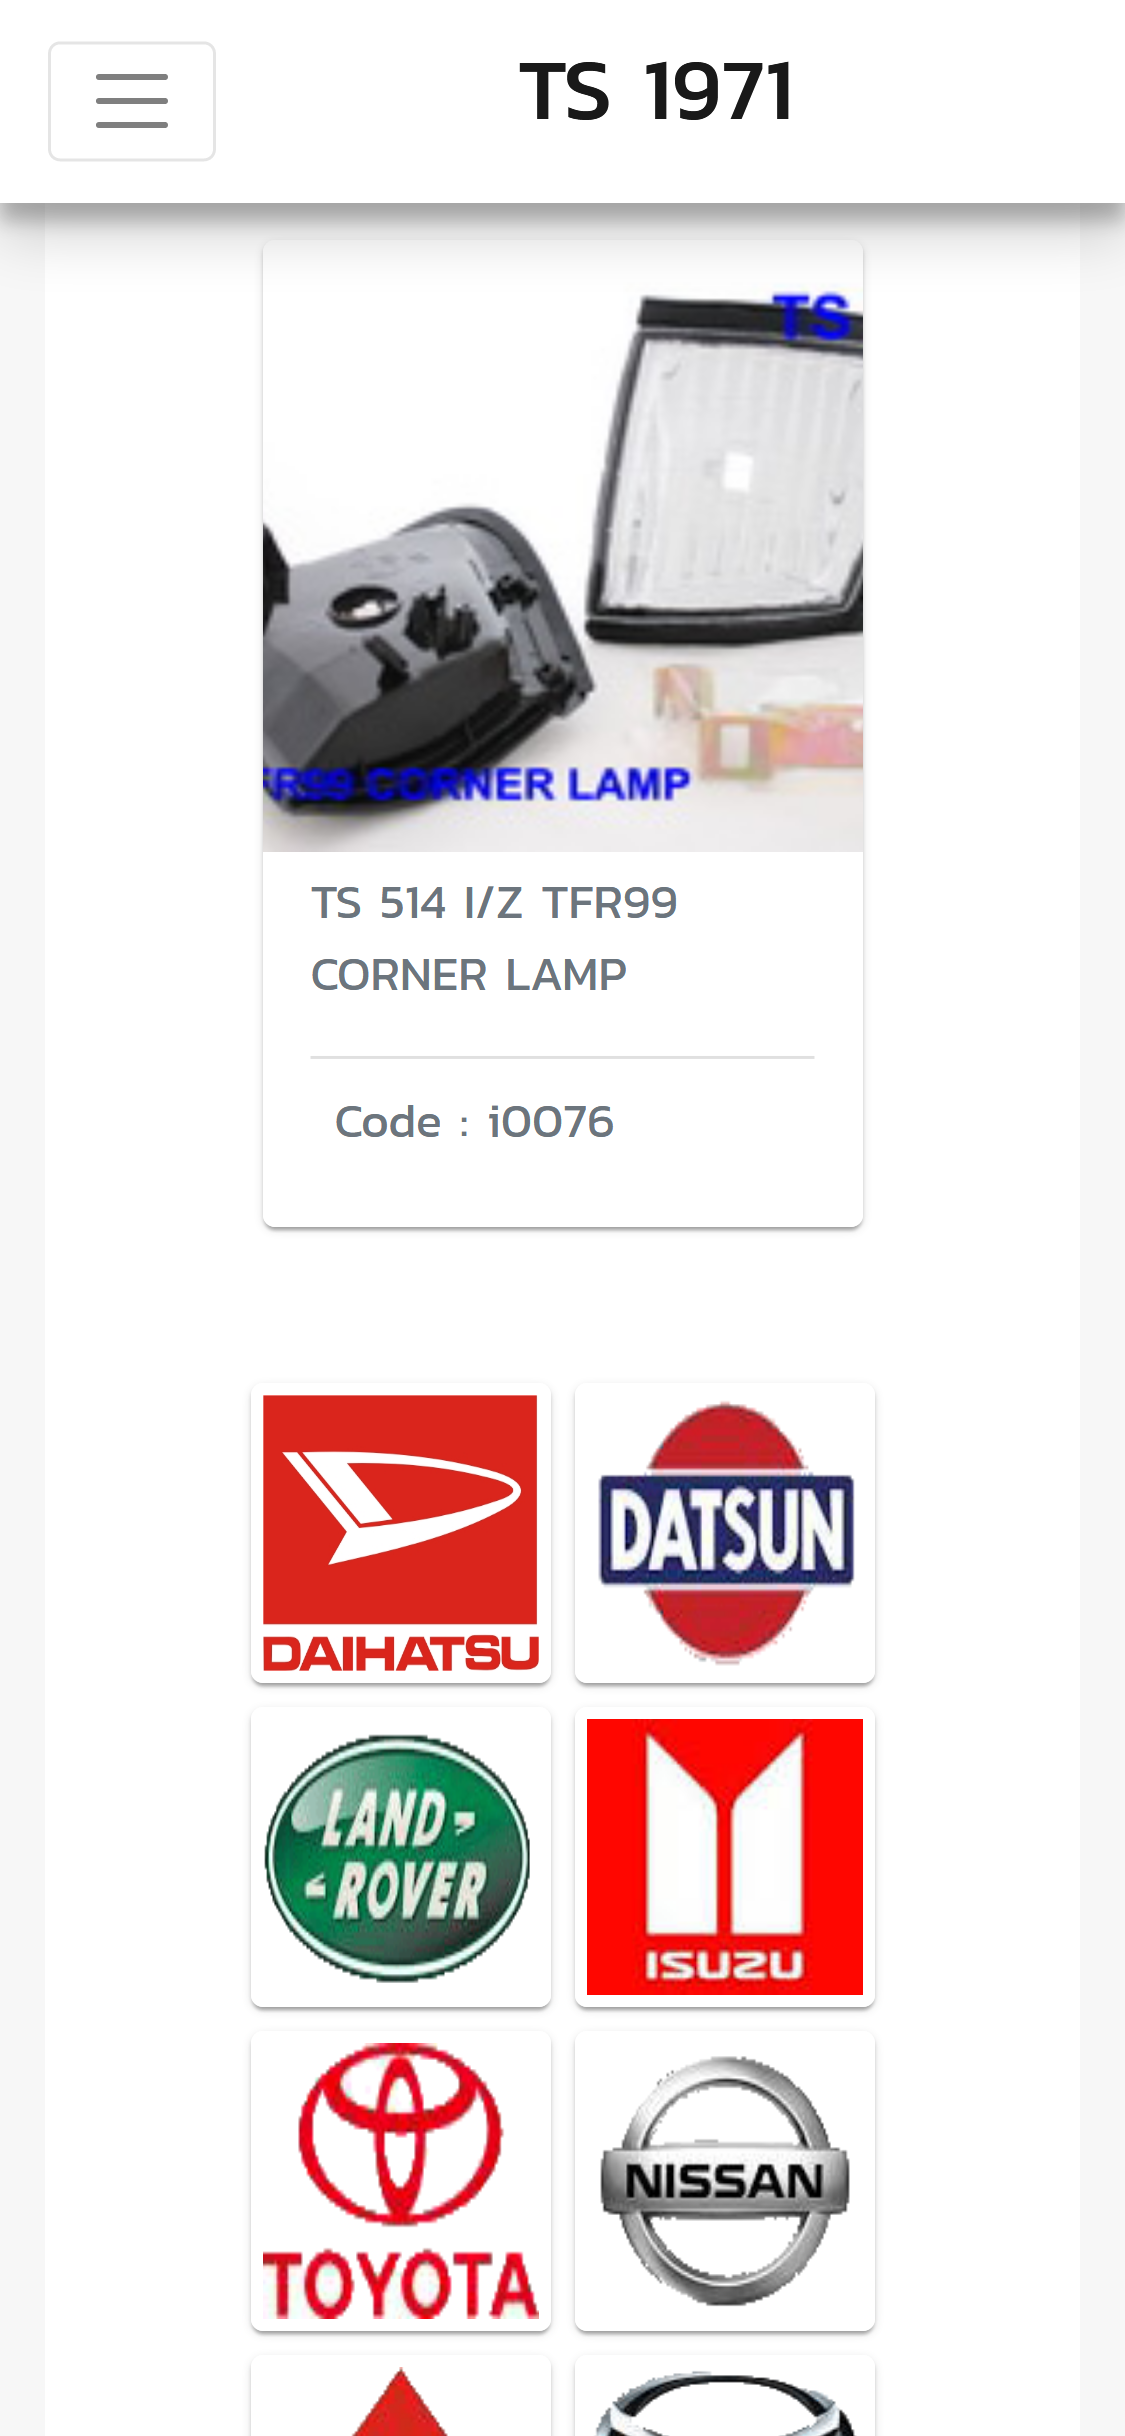 TS 1971
TS
FR99 CORNER LAMP
TS 514 I/Z TFR99
CORNER LAMP
Code : i0076
DAIHATSU
DATSUN
LAND
ROVER
ISUZU
TOYOTA
NISSAN